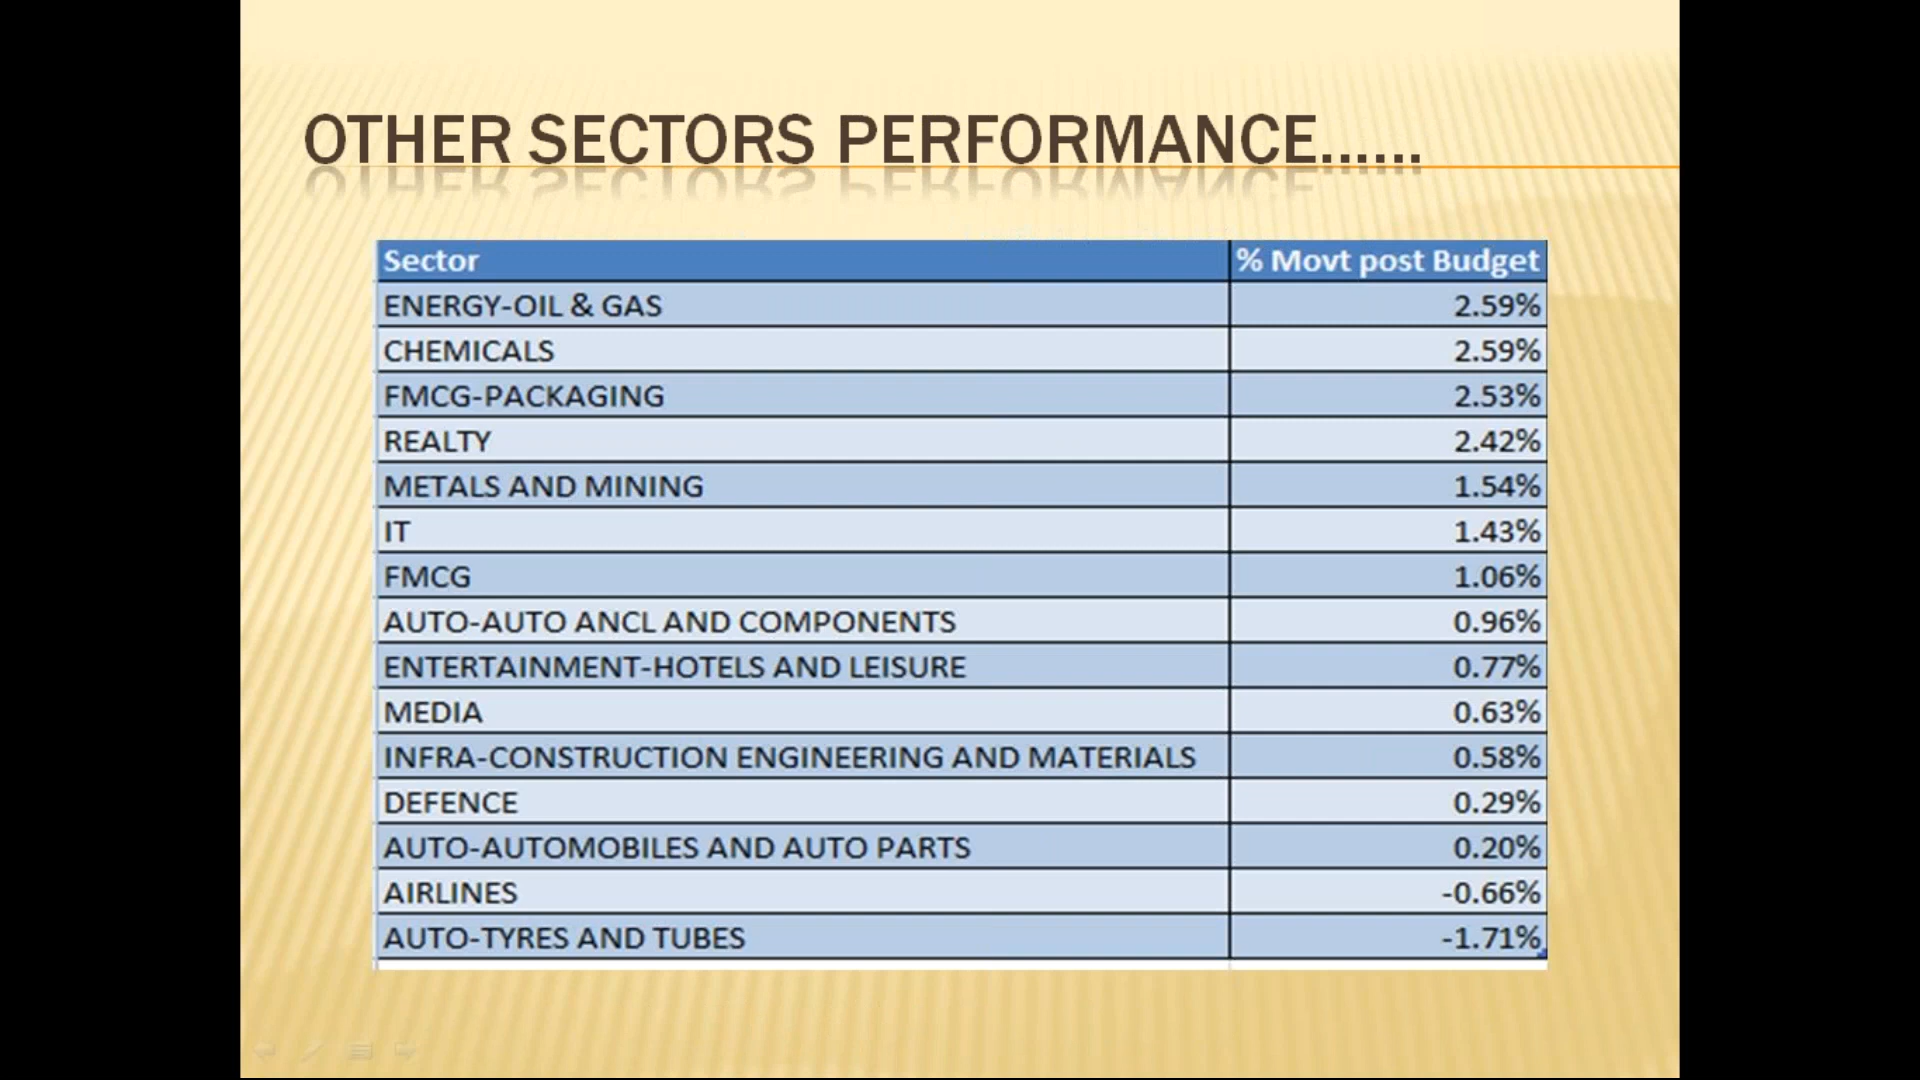 OTHER SECTORS PERFORMANCE......
Sector % Movt post Budget
ENERGY-OIL & GAS 2.59%
CHEMICALS 2.59%
FMCG-PACKAGING 2.53%
REALTY 2.42%
METALS AND MINING 1.54%
IT 1.43%
FMCG 1.06%
AUTO-AUTO ANCL AND COMPONENTS 0.96%
ENTERTAINMENT-HOTELS AND LEISURE 0.77%
MEDIA 0.63%
INFRA-CONSTRUCTION ENGINEERING AND MATERIALS 0.58%
DEFENCE 0.29%
AUTO-AUTOMOBILES AND AUTO PARTS 0.20%
AIRLINES -0.66%
AUTO-TYRES AND TUBES -1.71%